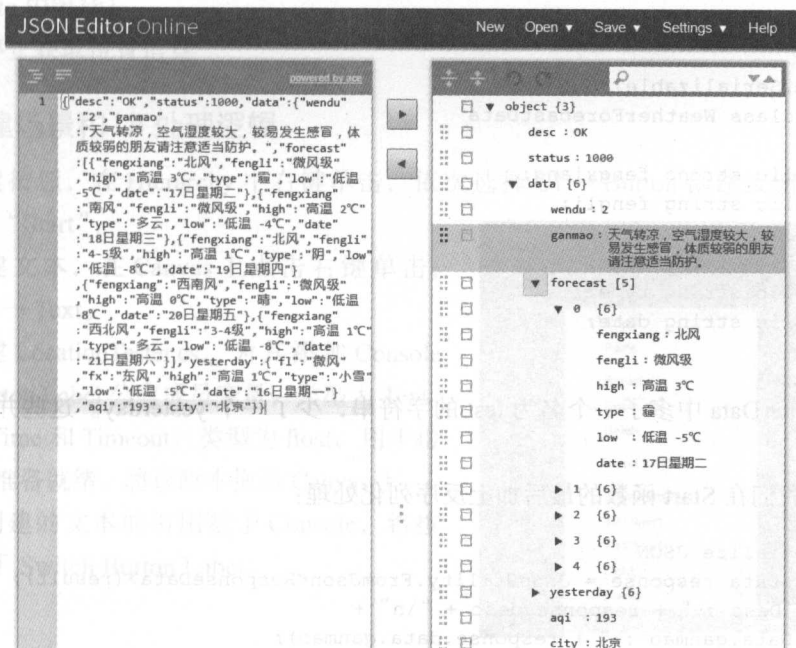 JSON Editor Online
New Open ▾ Save ▾ Settings ▾ Help
powered by ace
1 {"desc":"OK","status":1000,"data":{"wendu"
:"2","ganmao"
:"天气转凉，空气湿度较大，较易发生感冒，体
质较弱的朋友请注意适当防护。","forecast"
:[{"fengxiang":"北风","fengli":"微风级"
,"high":"高温 3℃","type":"霾","low":"低温
-5℃","date":"17日星期二"},{"fengxiang"
:"南风","fengli":"微风级","high":"高温 2℃"
,"type":"多云","low":"低温 -4℃","date"
:"18日星期三"},{"fengxiang":"北风","fengli"
:"4-5级","high":"高温 1℃","type":"阴","low"
:"低温 -8℃","date":"19日星期四"},
{"fengxiang":"西南风","fengli":"微风级"
,"high":"高温 0℃","type":"晴","low":"低温
-8℃","date":"20日星期五"},{"fengxiang"
:"西北风","fengli":"3-4级","high":"高温 1℃"
,"type":"多云","low":"低温 -8℃","date"
:"21日星期六"}],"yesterday":{"fl":"微风"
,"fx":"东风","high":"高温 1℃","type":"小雪"
,"low":"低温 -5℃","date":"16日星期一"}
,"aqi":"193","city":"北京"}}
object {3}
desc : OK
status : 1000
data {6}
wendu : 2
ganmao : 天气转凉，空气湿度较大，较
易发生感冒，体质较弱的朋友
请注意适当防护。
forecast [5]
0 {6}
fengxiang : 北风
fengli : 微风级
high : 高温 3℃
type : 霾
low : 低温 -5℃
date : 17日星期二
1 {6}
2 {6}
3 {6}
4 {6}
yesterday {6}
aqi : 193
city : 北京